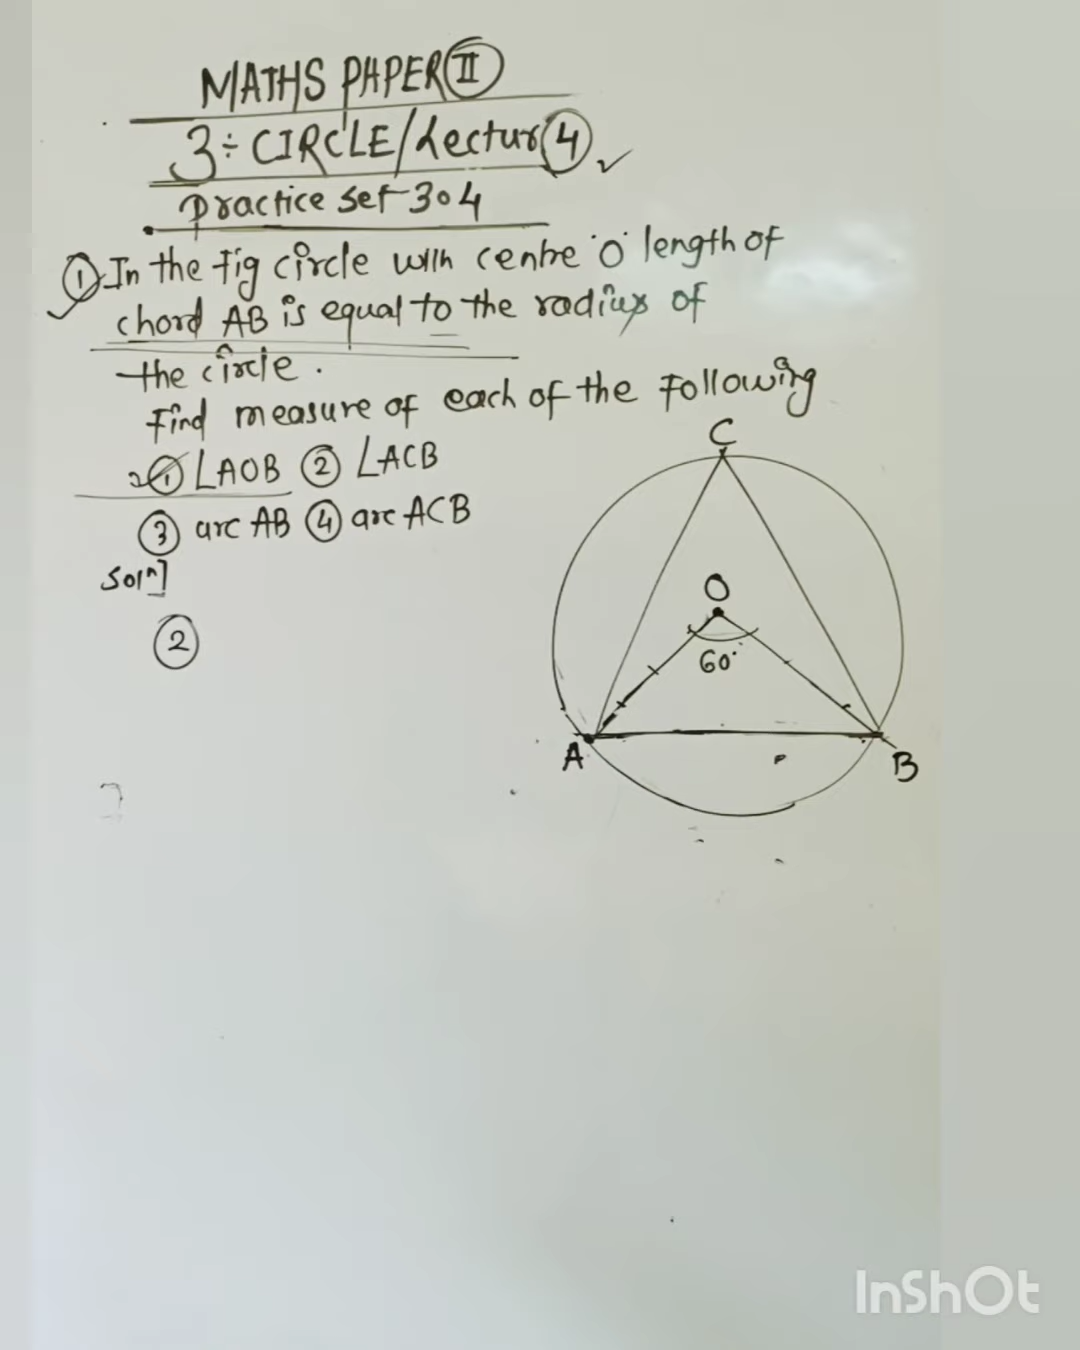 MATHS PAPER II
3÷ CIRCLE/Lectur 4
Practice Set 3.4
① In the fig circle with centre 'O' length of
chord AB is equal to the radius of
the circle.
Find measure of each of the following
① ∠AOB ② ∠ACB
③ arc AB ④ arc ACB
Solⁿ]
②
C
O
60°
A
B
InShOt